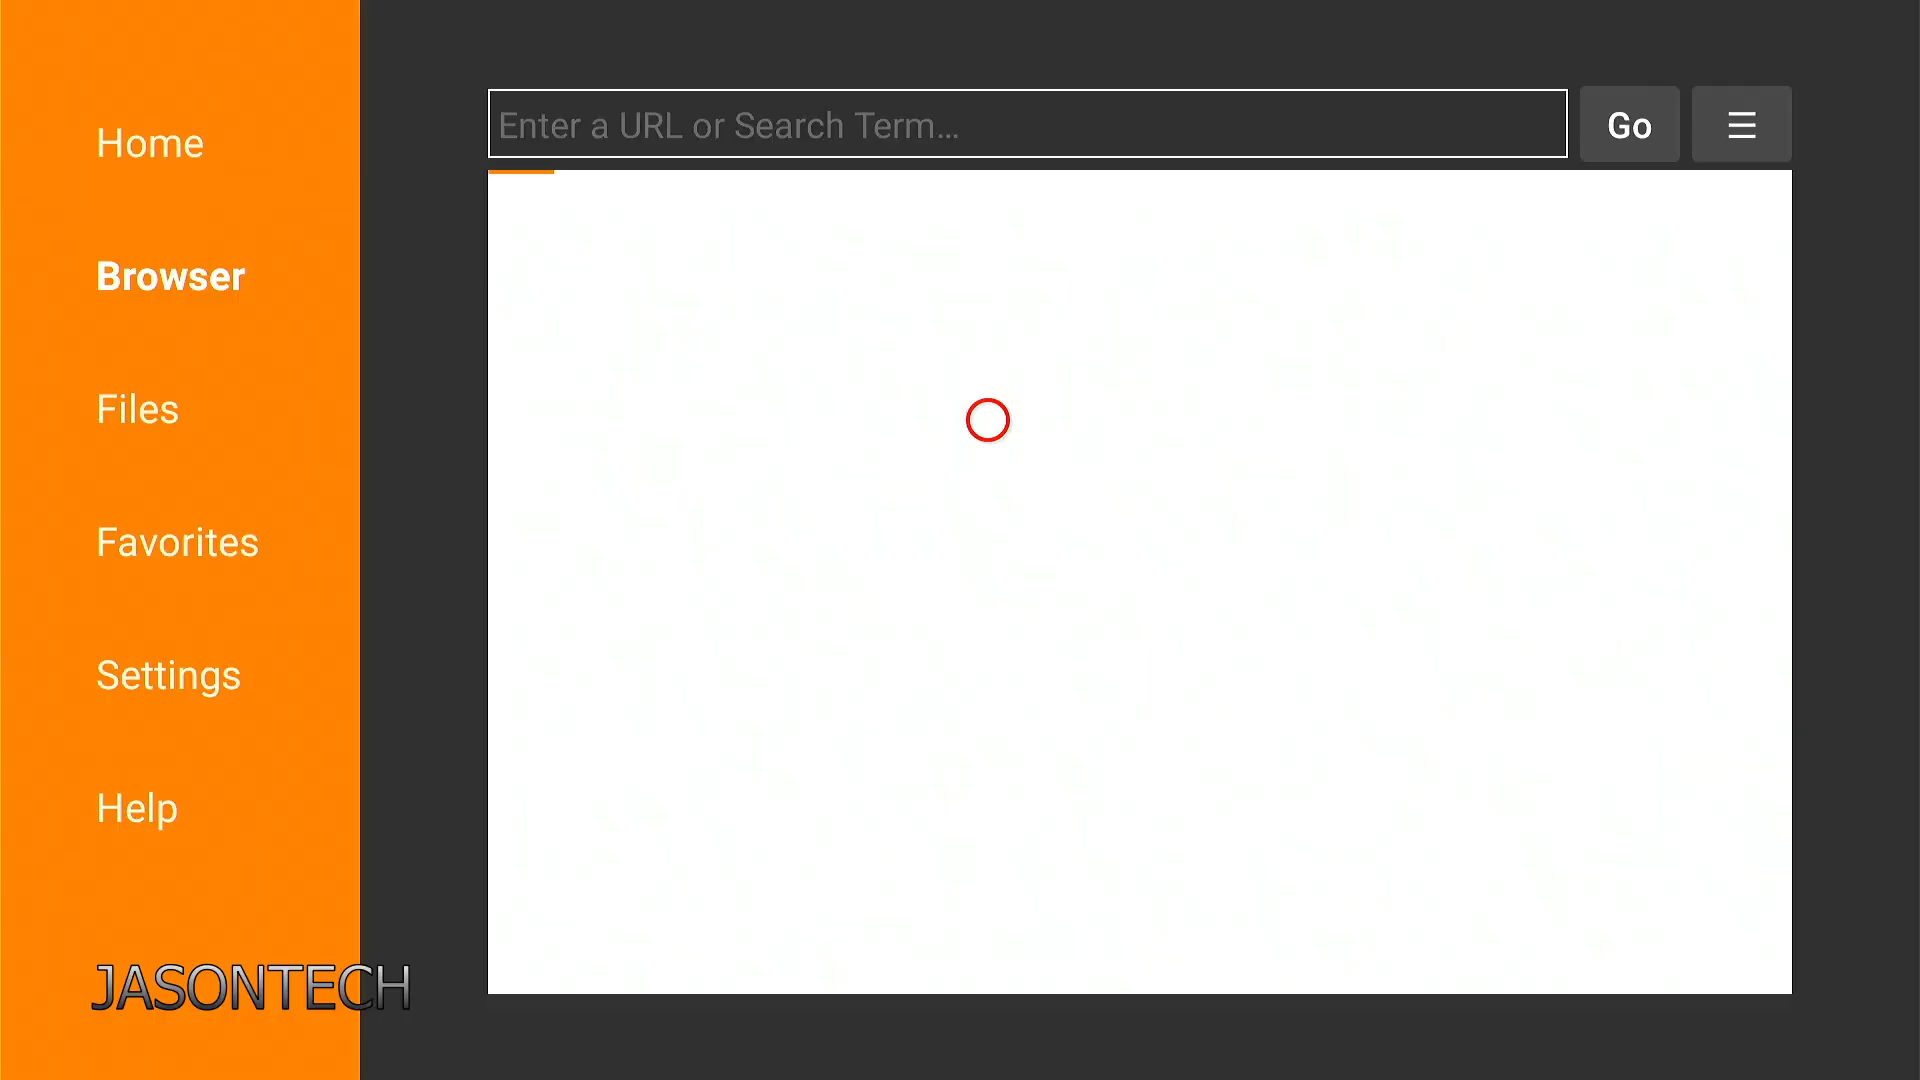 Home
Browser
Files
Favorites
Settings
Help
Enter a URL or Search Term...
Go
JASONTECH